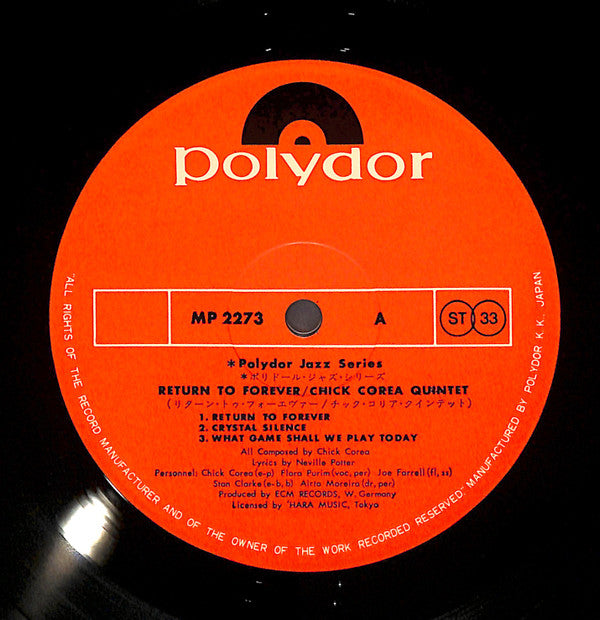 polydor
MP 2273 A ST 33
*Polydor Jazz Series
*ポリドール・ジャズ・シリーズ
RETURN TO FOREVER/CHICK COREA QUINTET
(リターン・トゥ・フォーエヴァー/チック・コリア・クインテット)
1. RETURN TO FOREVER
2. CRYSTAL SILENCE
3. WHAT GAME SHALL WE PLAY TODAY
All Composed by Chick Corea
Lyrics by Neville Potter
Personnel: Chick Corea(e-p) Flora Purim(voc, per) Joe Farrell(fl, ss)
Stan Clarke(e-b, b) Airto Moreira(dr, per)
Produced by ECM RECORDS, W. Germany
Licensed by 'HARA MUSIC, Tokyo
"ALL RIGHTS OF THE RECORD MANUFACTURER AND OF THE OWNER OF THE WORK RECORDED RESERVED. MANUFACTURED BY POLYDOR K.K., JAPAN